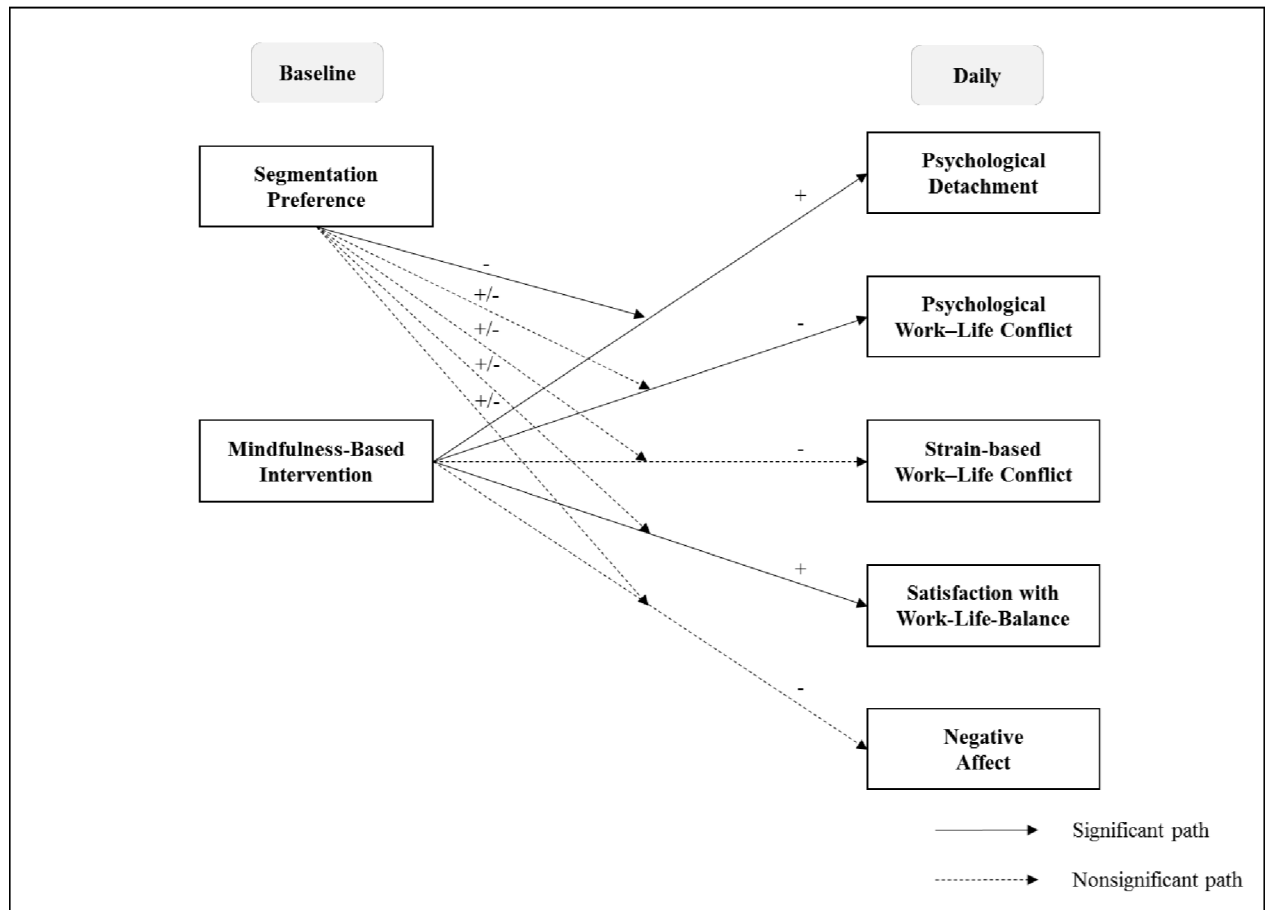 Baseline
Daily
Segmentation
Preference
Psychological
Detachment
+
-
+/-
+/-
+/-
+/-
Psychological
Work–Life Conflict
-
Mindfulness-Based
Intervention
Strain-based
Work–Life Conflict
-
+
Satisfaction with
Work-Life-Balance
-
Negative
Affect
Significant path
Nonsignificant path